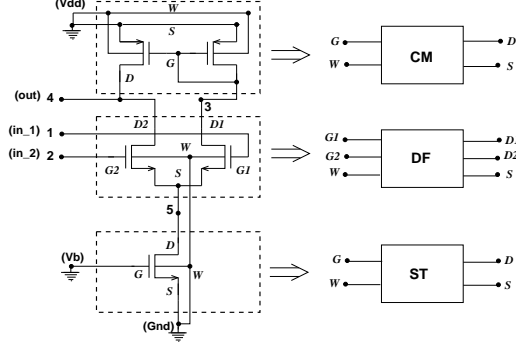 (Vdd)
W
S
G
D
G
W
CM
D
S
(out) 4
3
(in_1) 1
D2
D1
(in_2) 2
W
G2
S
G1
G1
G2
W
DF
D1
D2
S
5
D
(Vb)
G
W
S
G
W
ST
D
S
(Gnd)